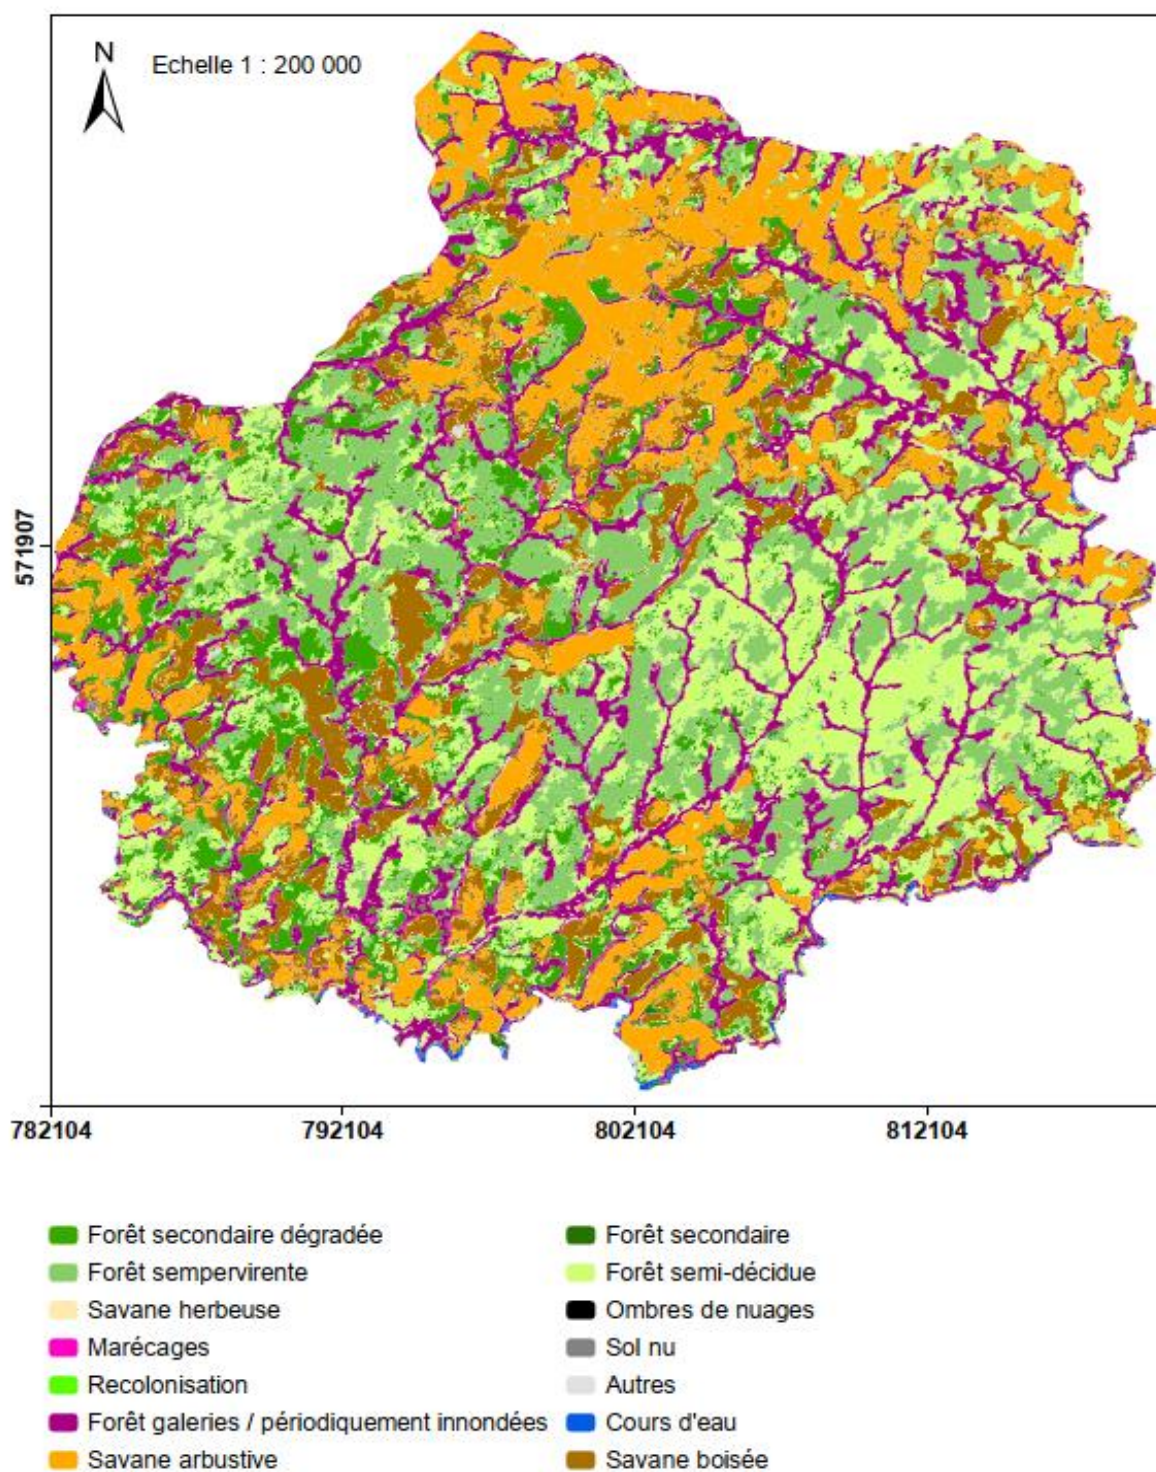 N
Echelle 1 : 200 000
571907
782104
792104
802104
812104
Forêt secondaire dégradée
Forêt sempervirente
Savane herbeuse
Marécages
Recolonisation
Forêt galeries / périodiquement innondées
Savane arbustive
Forêt secondaire
Forêt semi-décidue
Ombres de nuages
Sol nu
Autres
Cours d'eau
Savane boisée